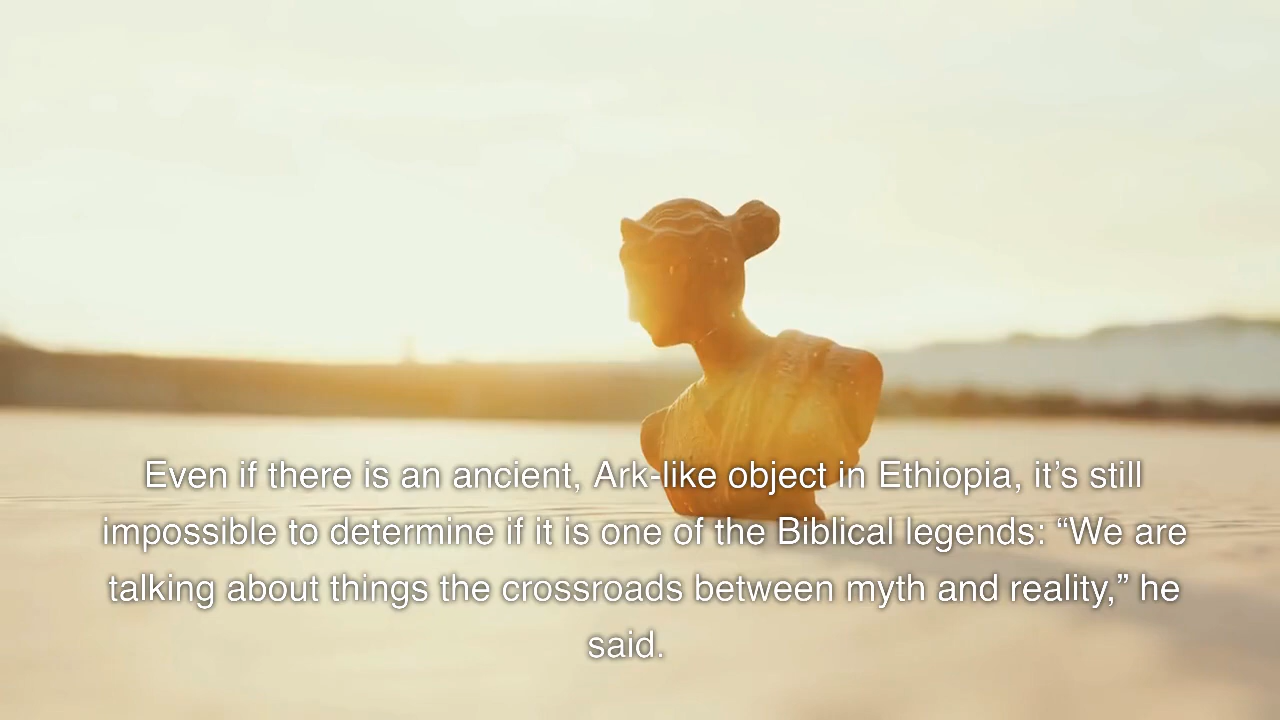 Even if there is an ancient, Ark-like object in Ethiopia, it’s still
impossible to determine if it is one of the Biblical legends: “We are
talking about things the crossroads between myth and reality,” he
said.